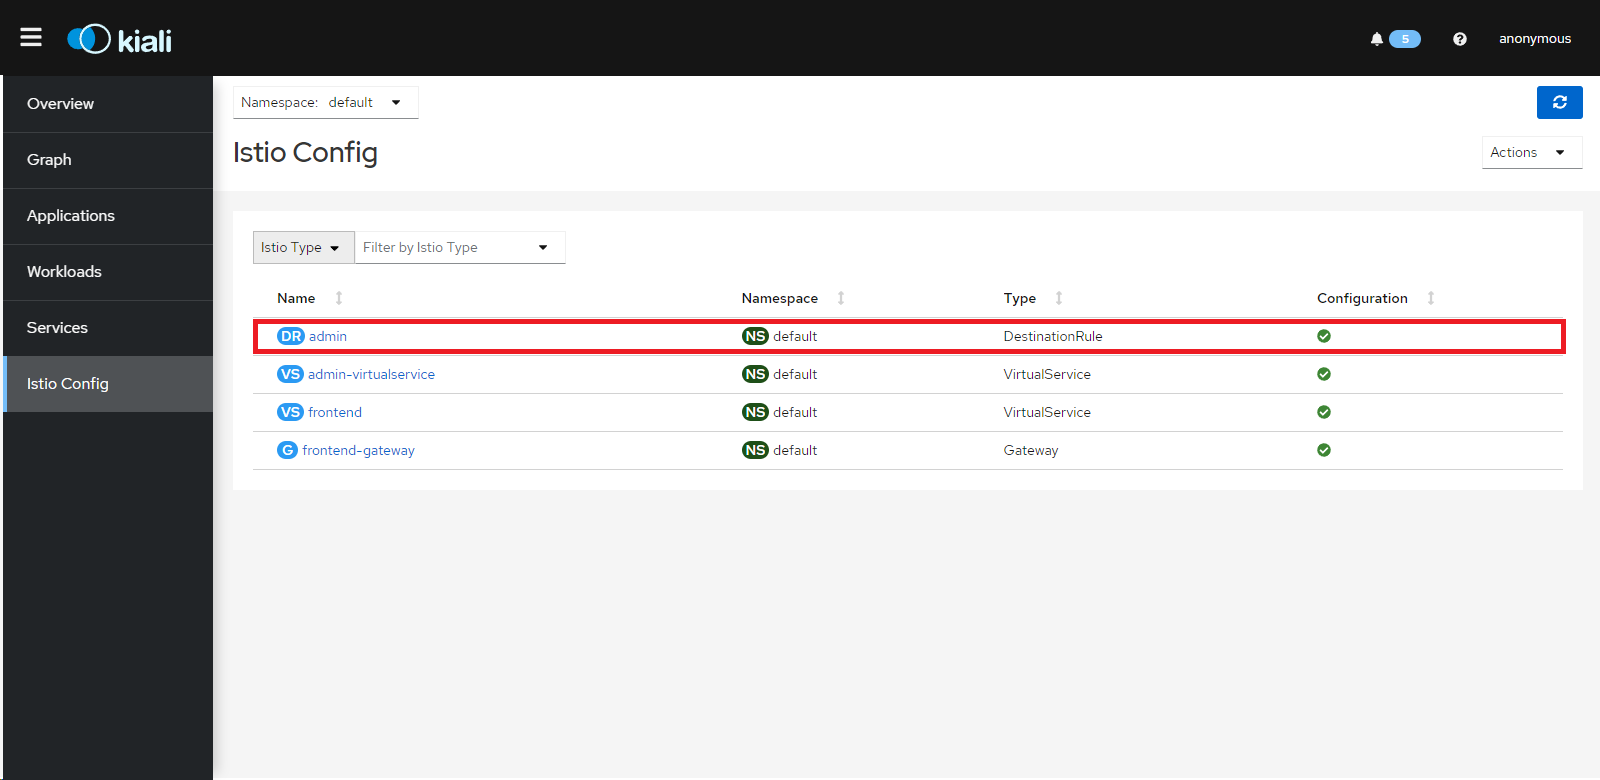 kiali
5
anonymous
Overview
Graph
Applications
Workloads
Services
Istio Config
Namespace: default
Istio Config
Actions
Istio Type Filter by Istio Type
Name Namespace Type Configuration
DR admin NS default DestinationRule
VS admin-virtualservice NS default VirtualService
VS frontend NS default VirtualService
G frontend-gateway NS default Gateway